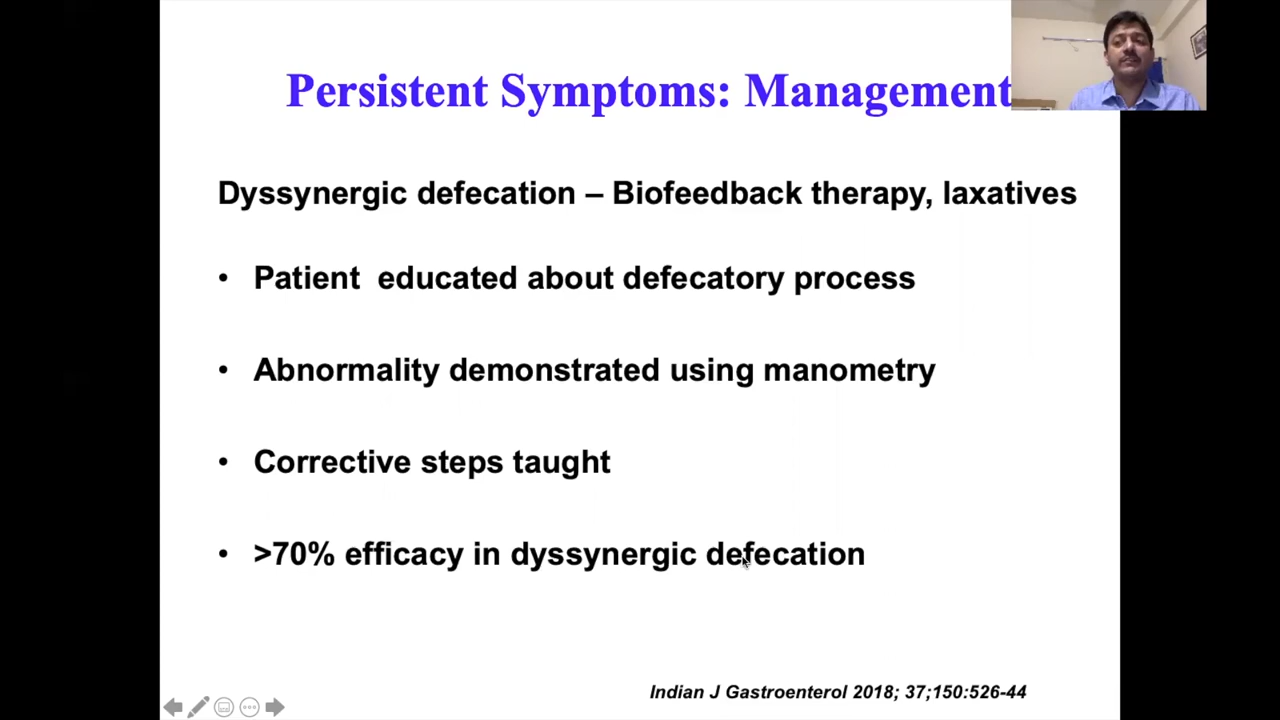 Persistent Symptoms: Management
Dyssynergic defecation – Biofeedback therapy, laxatives
• Patient educated about defecatory process
• Abnormality demonstrated using manometry
• Corrective steps taught
• >70% efficacy in dyssynergic defecation
Indian J Gastroenterol 2018; 37;150:526-44